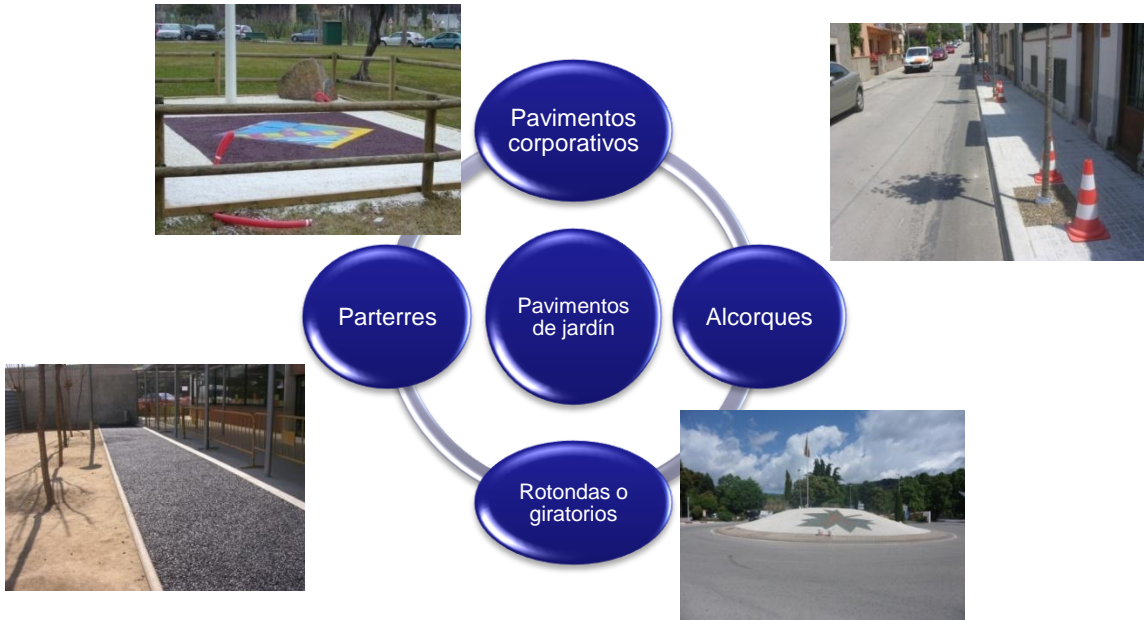 Pavimentos
corporativos
Parterres
Pavimentos
de jardín
Alcorques
Rotondas o
giratorios